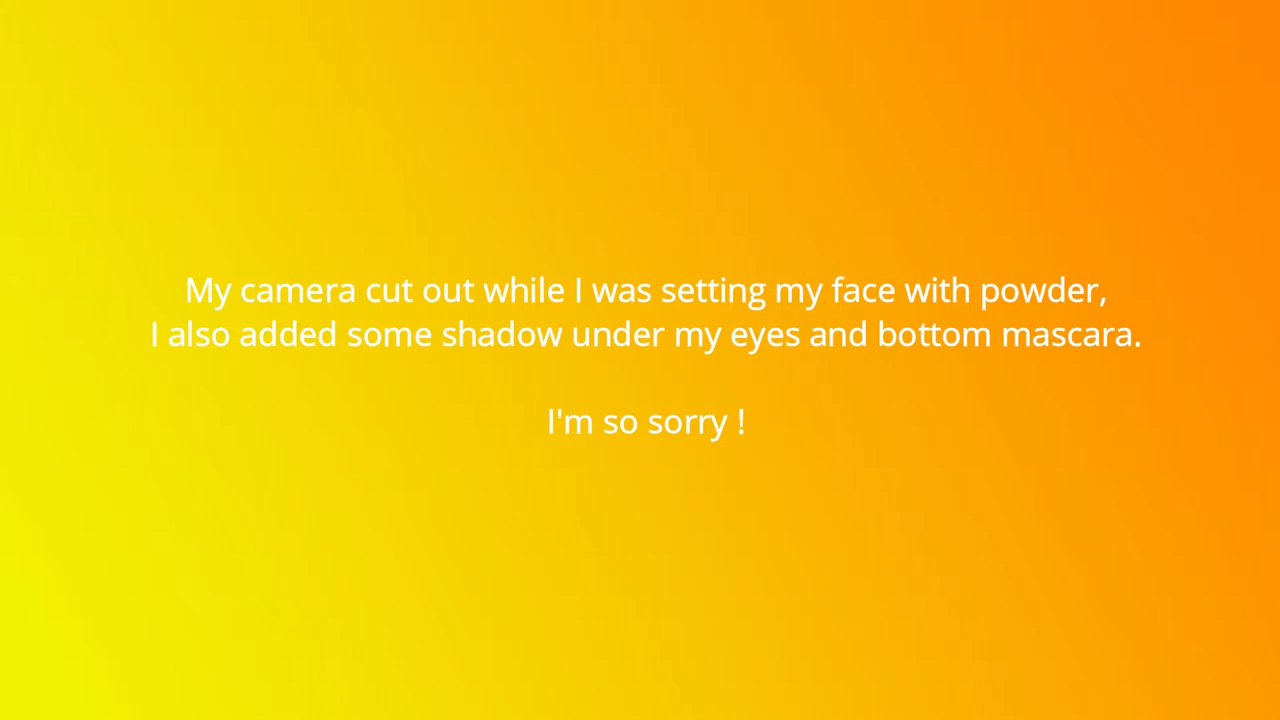 My camera cut out while I was setting my face with powder,
I also added some shadow under my eyes and bottom mascara.
I'm so sorry !